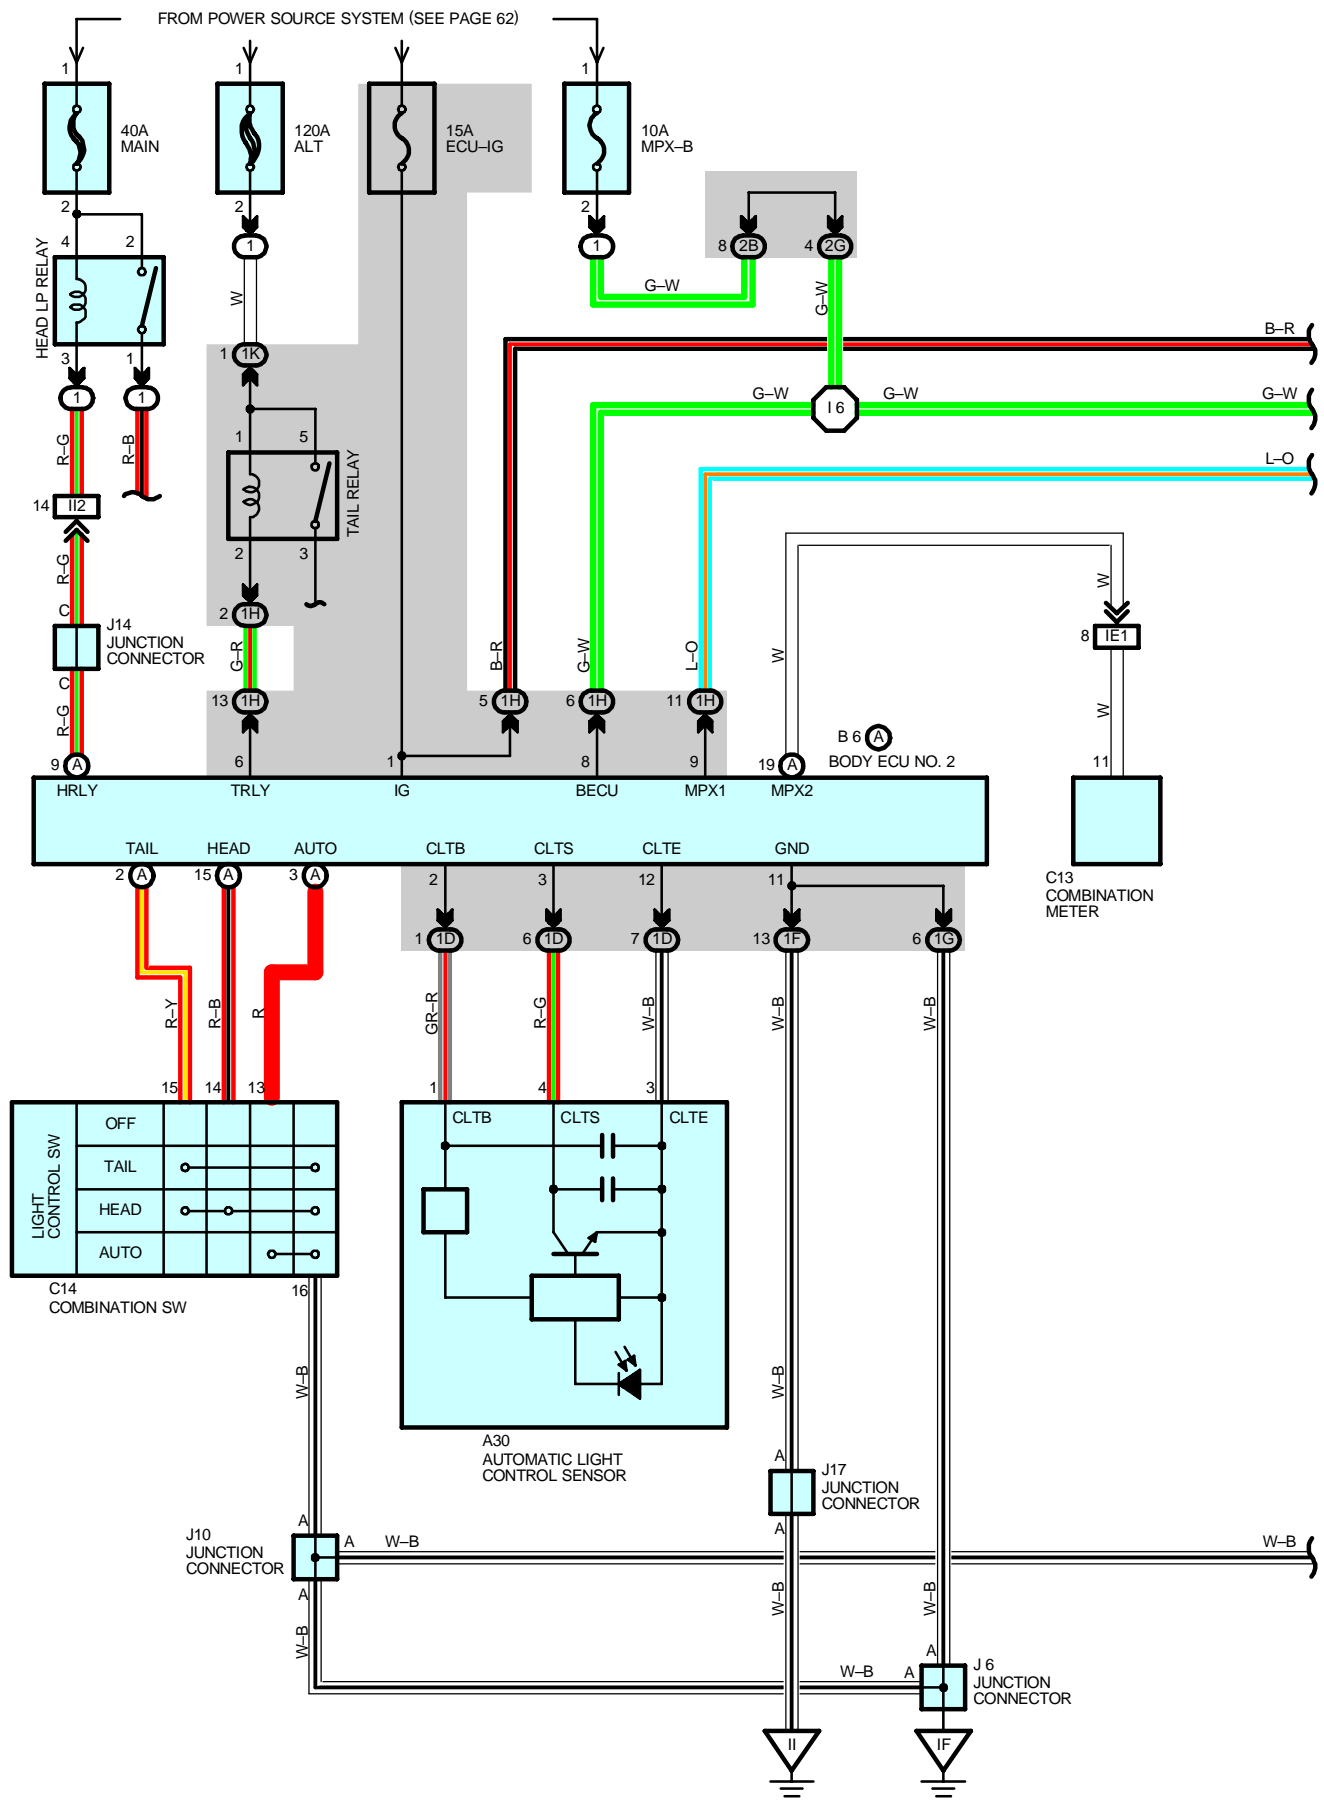 FROM POWER SOURCE SYSTEM (SEE PAGE 62)
1 1 1
40A
MAIN
120A
ALT
15A
ECU–IG
10A
MPX–B
2 2 2
1 1 8 2B 4 2G
4 2
HEAD LP RELAY
W
G–W
G–W
B–R
3 1
1 1K
1 1
G–W G–W G–W
I 6
R–G R–B
1 5
TAIL RELAY
L–O
14 II2
2 3
R–G
W
C
2 1H
J14
JUNCTION
CONNECTOR
8 IE1
G–R
B–R
G–W
L–O
W
C
R–G
13 1H
5 1H
6 1H
11 1H
W
B 6 A
BODY ECU NO. 2
9 A 6 1 8 9 19 A 11
HRLY TRLY IG BECU MPX1 MPX2
TAIL HEAD AUTO CLTB CLTS CLTE GND
2 A 15 A 3 A 2 3 12 11
C13
COMBINATION
METER
1 1D 6 1D 7 1D 13 1F 6 1G
R–Y R–B R GR–R R–G W–B W–B W–B
15 14 13 1 4 3
LIGHT
CONTROL SW
OFF
TAIL
HEAD
AUTO
CLTB CLTS CLTE
C14
COMBINATION SW
16
W–B
W–B
A30
AUTOMATIC LIGHT
CONTROL SENSOR
A
J17
JUNCTION
CONNECTOR
A
A
J10
JUNCTION
CONNECTOR
A W–B W–B
A
W–B
W–B
W–B
A
W–B A
J 6
JUNCTION
CONNECTOR
II IF